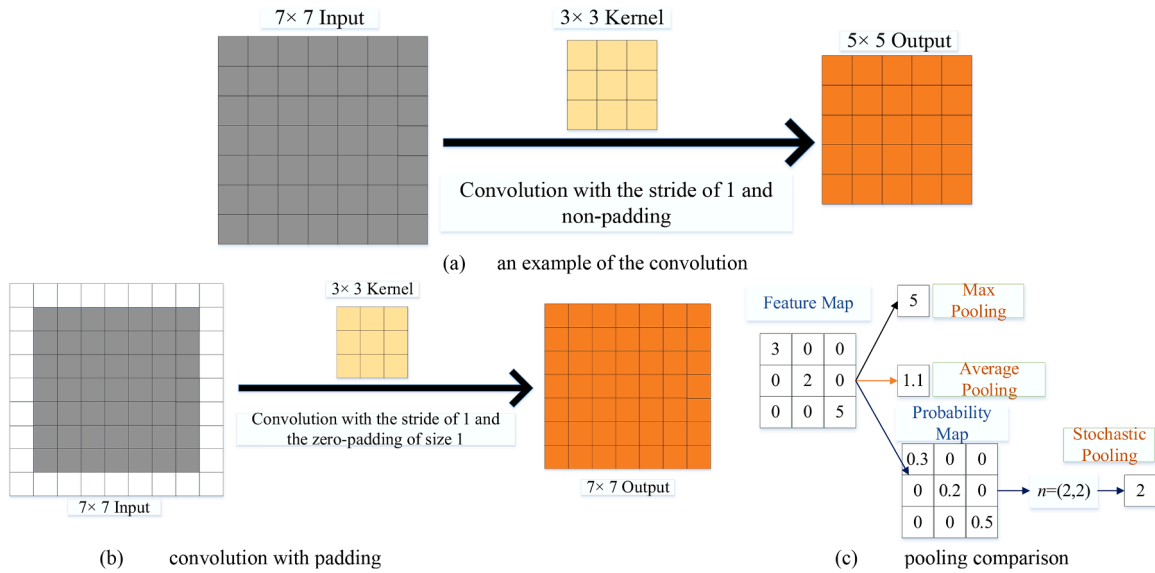 7× 7 Input
3× 3 Kernel
5× 5 Output
Convolution with the stride of 1 and
non-padding
(a) an example of the convolution
3× 3 Kernel
Convolution with the stride of 1 and
the zero-padding of size 1
7× 7 Input
7× 7 Output
(b) convolution with padding
Feature Map
3 0 0
0 2 0
0 0 5
5
Max
Pooling
1.1
Average
Pooling
Probability
Map
0.3 0 0
0 0.2 0
0 0 0.5
n=(2,2)
Stochastic
Pooling
2
(c) pooling comparison